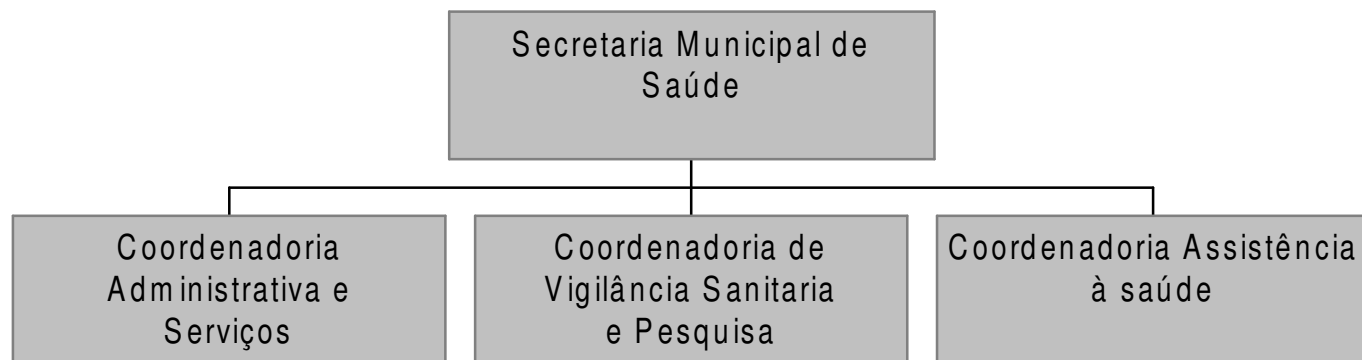 Secretaria Municipal de
Saúde
Coordenadoria
Administrativa e
Serviços
Coordenadoria de
Vigilância Sanitaria
e Pesquisa
Coordenadoria Assistência
à saúde